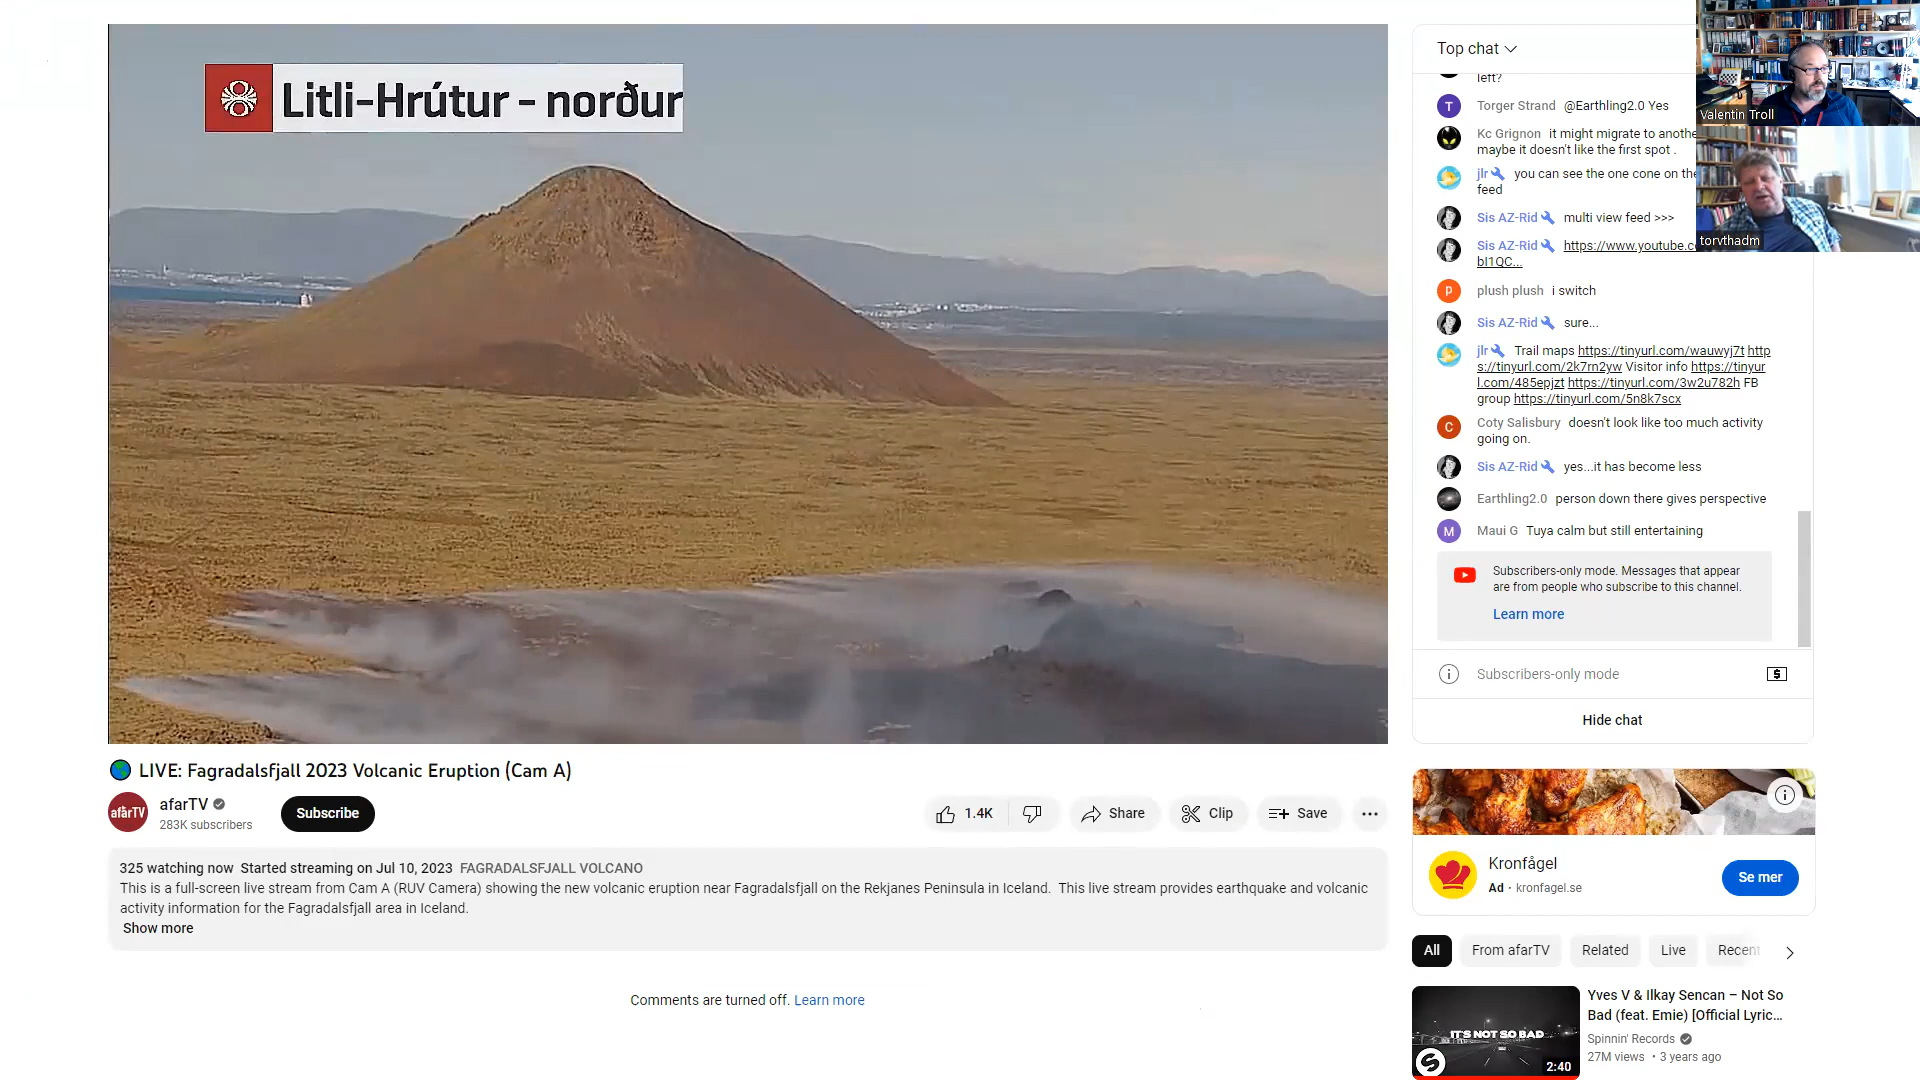 Litli-Hrútur - norður
LIVE: Fagradalsfjall 2023 Volcanic Eruption (Cam A)
afarTV
afarTV
283K subscribers
Subscribe
1.4K
Share
Clip
Save
325 watching now Started streaming on Jul 10, 2023 FAGRADALSFJALL VOLCANO
This is a full-screen live stream from Cam A (RUV Camera) showing the new volcanic eruption near Fagradalsfjall on the Rekjanes Peninsula in Iceland. This live stream provides earthquake and volcanic
activity information for the Fagradalsfjall area in Iceland.
Show more
Comments are turned off. Learn more
Top chat
left?
T
Torger Strand @Earthling2.0 Yes
Kc Grignon it might migrate to anothe
maybe it doesn't like the first spot .
jlr you can see the one cone on the
feed
Sis AZ-Rid multi view feed >>>
Sis AZ-Rid https://www.youtube.c
bI1QC...
p
plush plush i switch
Sis AZ-Rid sure...
jlr Trail maps https://tinyurl.com/wauwyj7t http
s://tinyurl.com/2k7rn2yw Visitor info https://tinyur
l.com/485epjzt https://tinyurl.com/3w2u782h FB
group https://tinyurl.com/5n8k7scx
C
Coty Salisbury doesn't look like too much activity
going on.
Sis AZ-Rid yes...it has become less
Earthling2.0 person down there gives perspective
M
Maui G Tuya calm but still entertaining
Subscribers-only mode. Messages that appear
are from people who subscribe to this channel.
Learn more
Subscribers-only mode
$
Hide chat
Valentin Troll
torvthadm
Kronfågel
Ad · kronfagel.se
Se mer
All
From afarTV
Related
Live
Recent
IT'S NOT SO BAD
2:40
Yves V & Ilkay Sencan – Not So
Bad (feat. Emie) [Official Lyric...
Spinnin' Records
27M views • 3 years ago